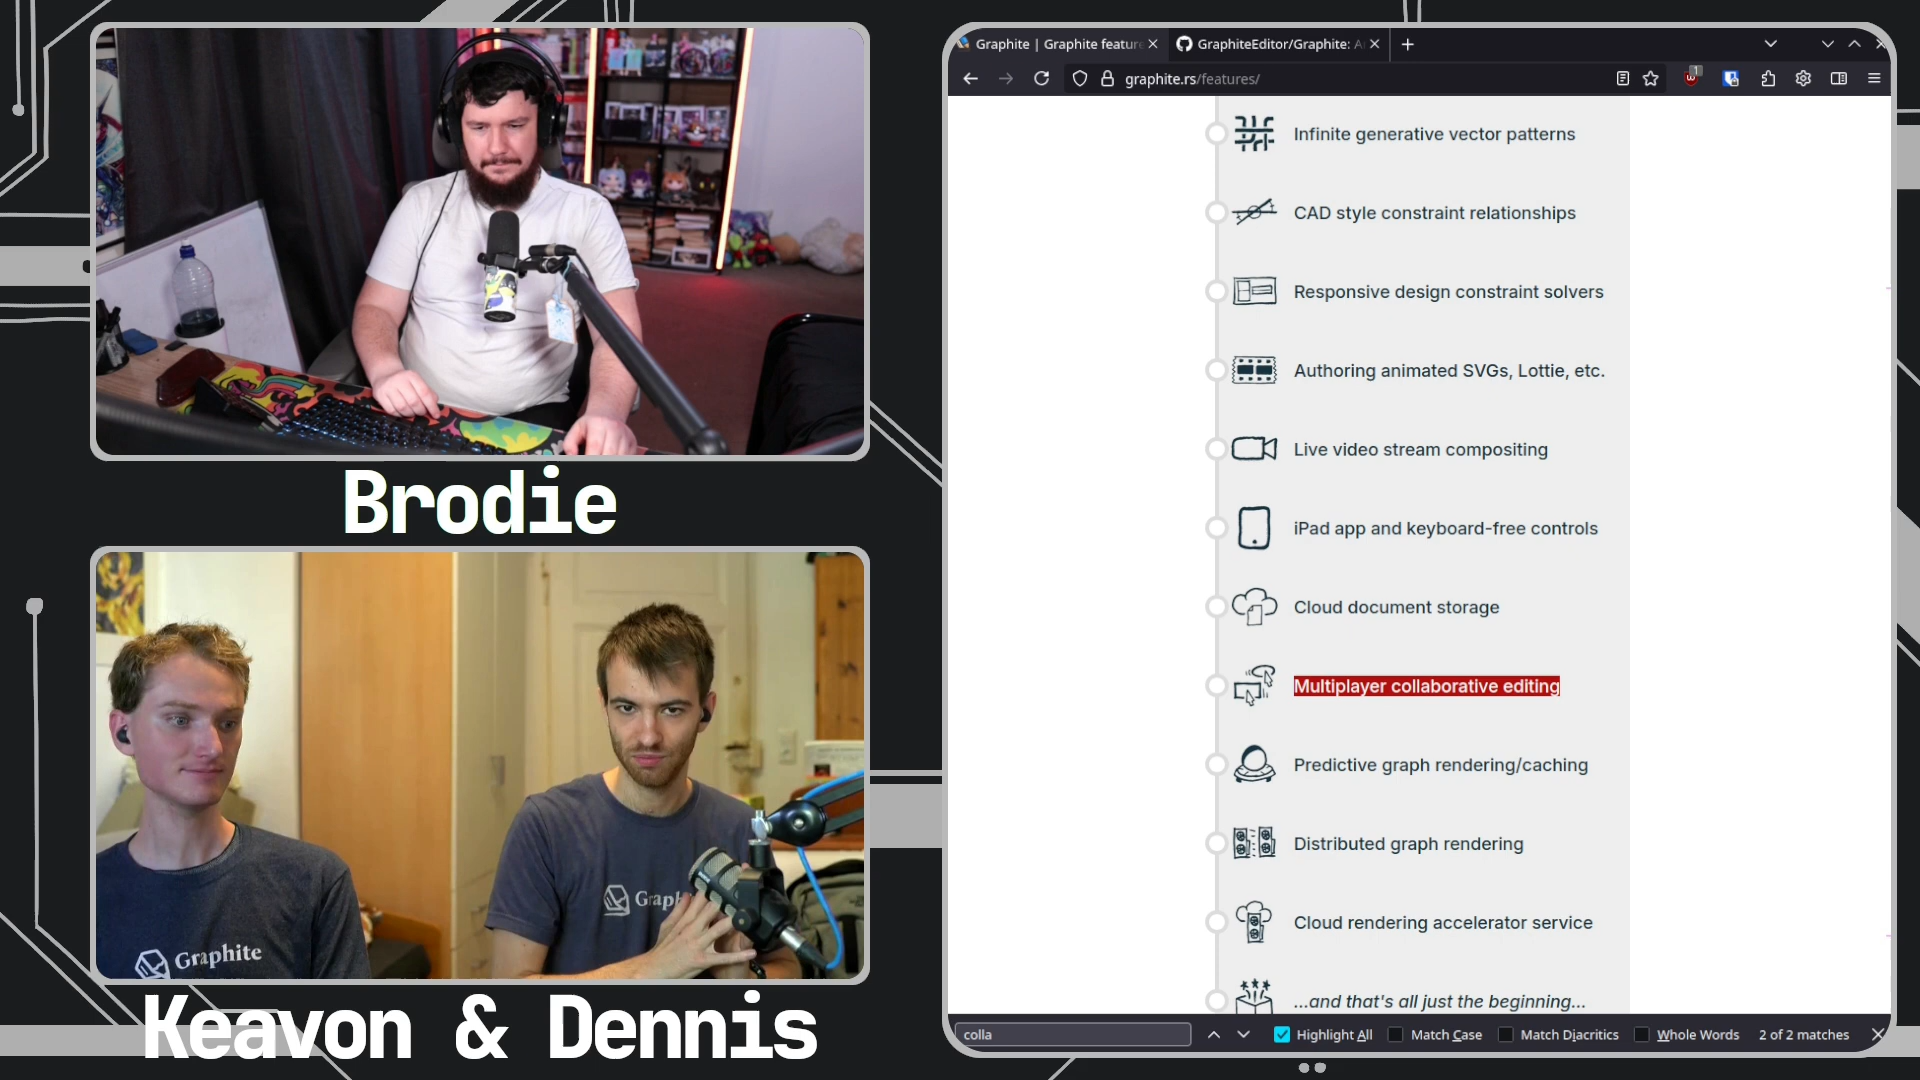 Graphite | Graphite feature
GraphiteEditor/Graphite: A
graphite.rs/features/
1
Infinite generative vector patterns
CAD style constraint relationships
Responsive design constraint solvers
Authoring animated SVGs, Lottie, etc.
Live video stream compositing
iPad app and keyboard-free controls
Cloud document storage
Multiplayer collaborative editing
Predictive graph rendering/caching
Distributed graph rendering
Cloud rendering accelerator service
...and that's all just the beginning...
colla
Highlight All
Match Case
Match Diacritics
Whole Words
2 of 2 matches
Brodie
Graphite
Graph
Keavon & Dennis